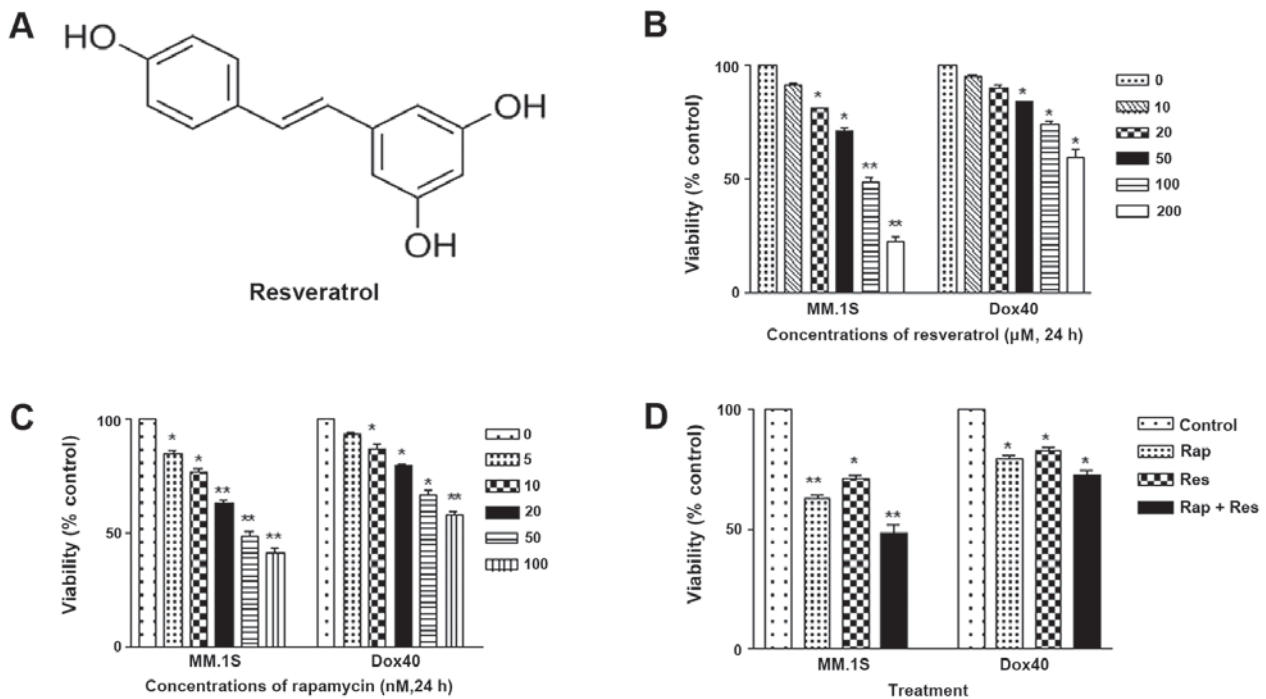 A
HO
OH
OH
Resveratrol
B
Viability (% control)
100
50
0
* * ** **
* * *
MM.1S Dox40
Concentrations of resveratrol (µM, 24 h)
0
10
20
50
100
200
C
Viability (% control)
100
50
0
* * ** ** **
* * * **
MM.1S Dox40
Concentrations of rapamycin (nM,24 h)
0
5
10
20
50
100
D
Viability (% control)
100
50
0
** * **
* * *
MM.1S Dox40
Treatment
Control
Rap
Res
Rap + Res